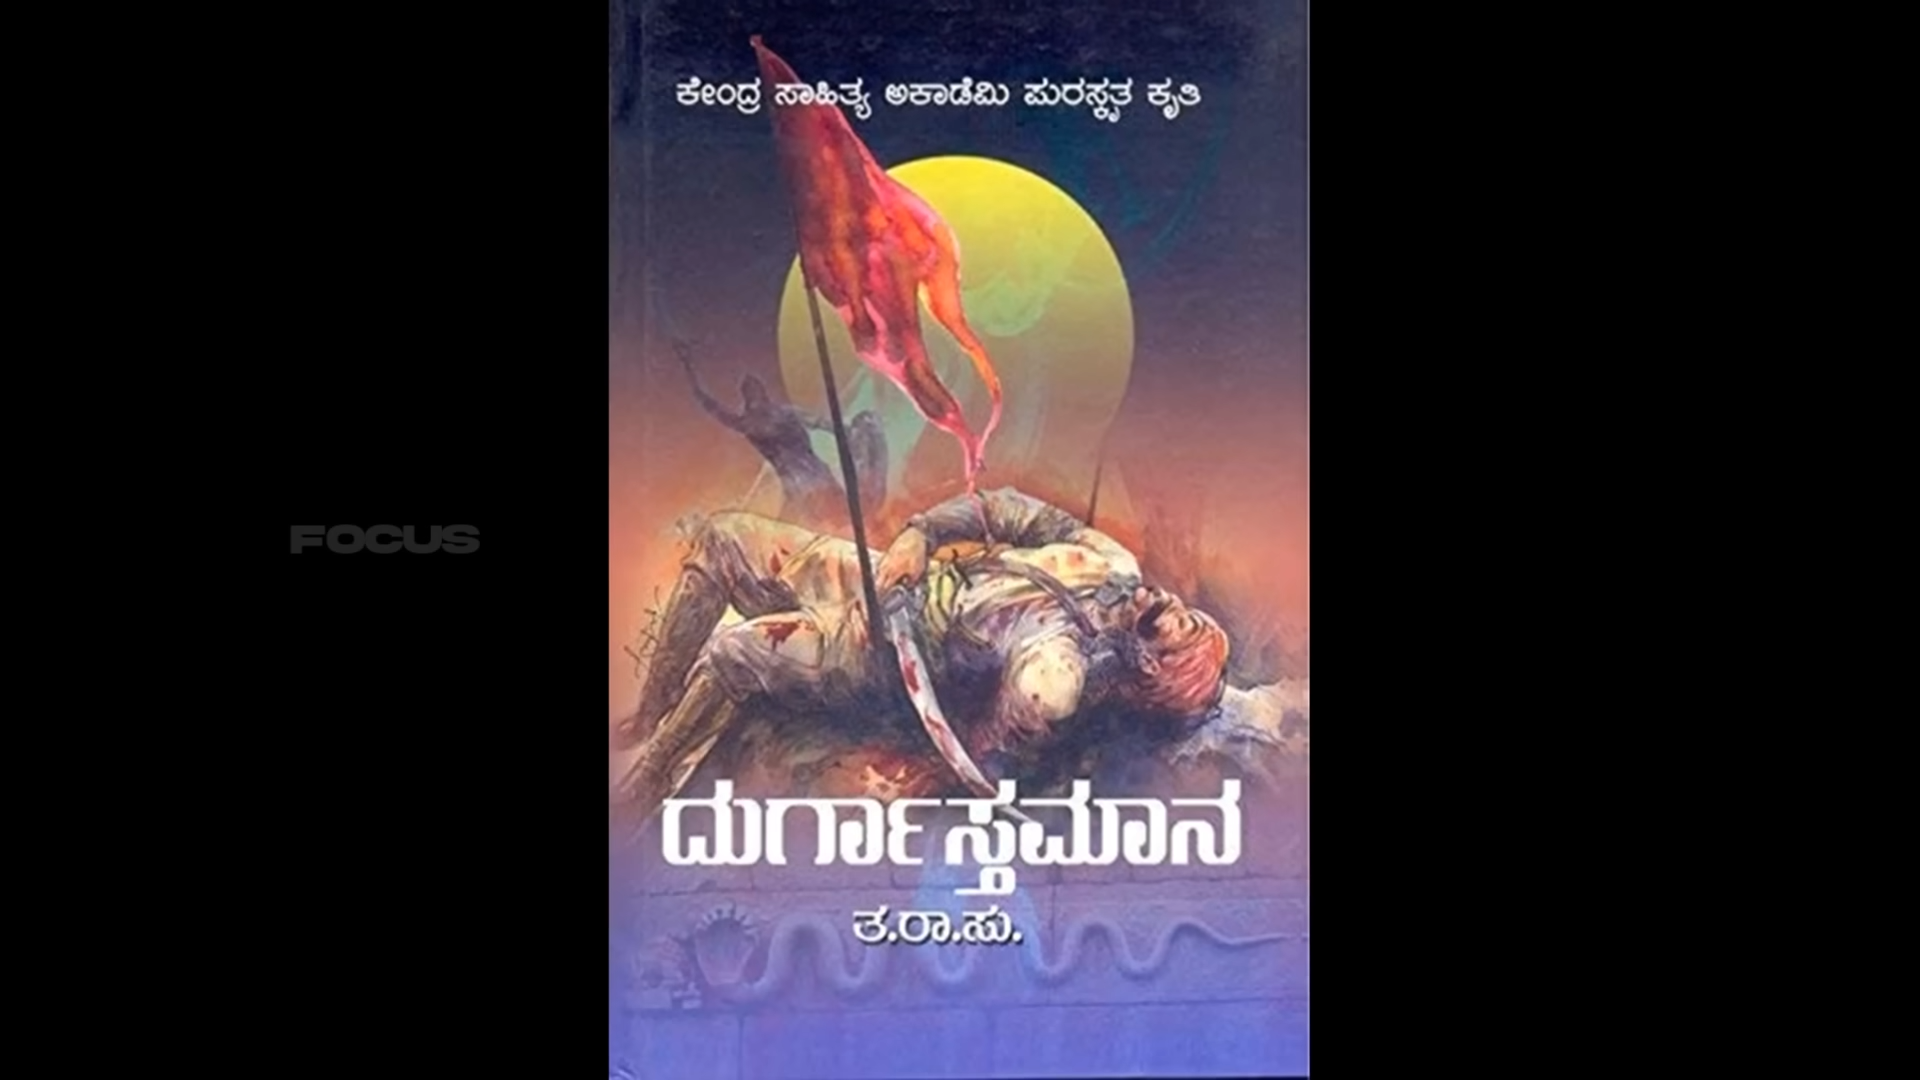 ಕೇಂದ್ರ ಸಾಹಿತ್ಯ ಅಕಾಡೆಮಿ ಪುರಸ್ಕೃತ ಕೃತಿ
FOCUS
ದುರ್ಗಾಸ್ತಮಾನ
ತ.ರಾ.ಸು.